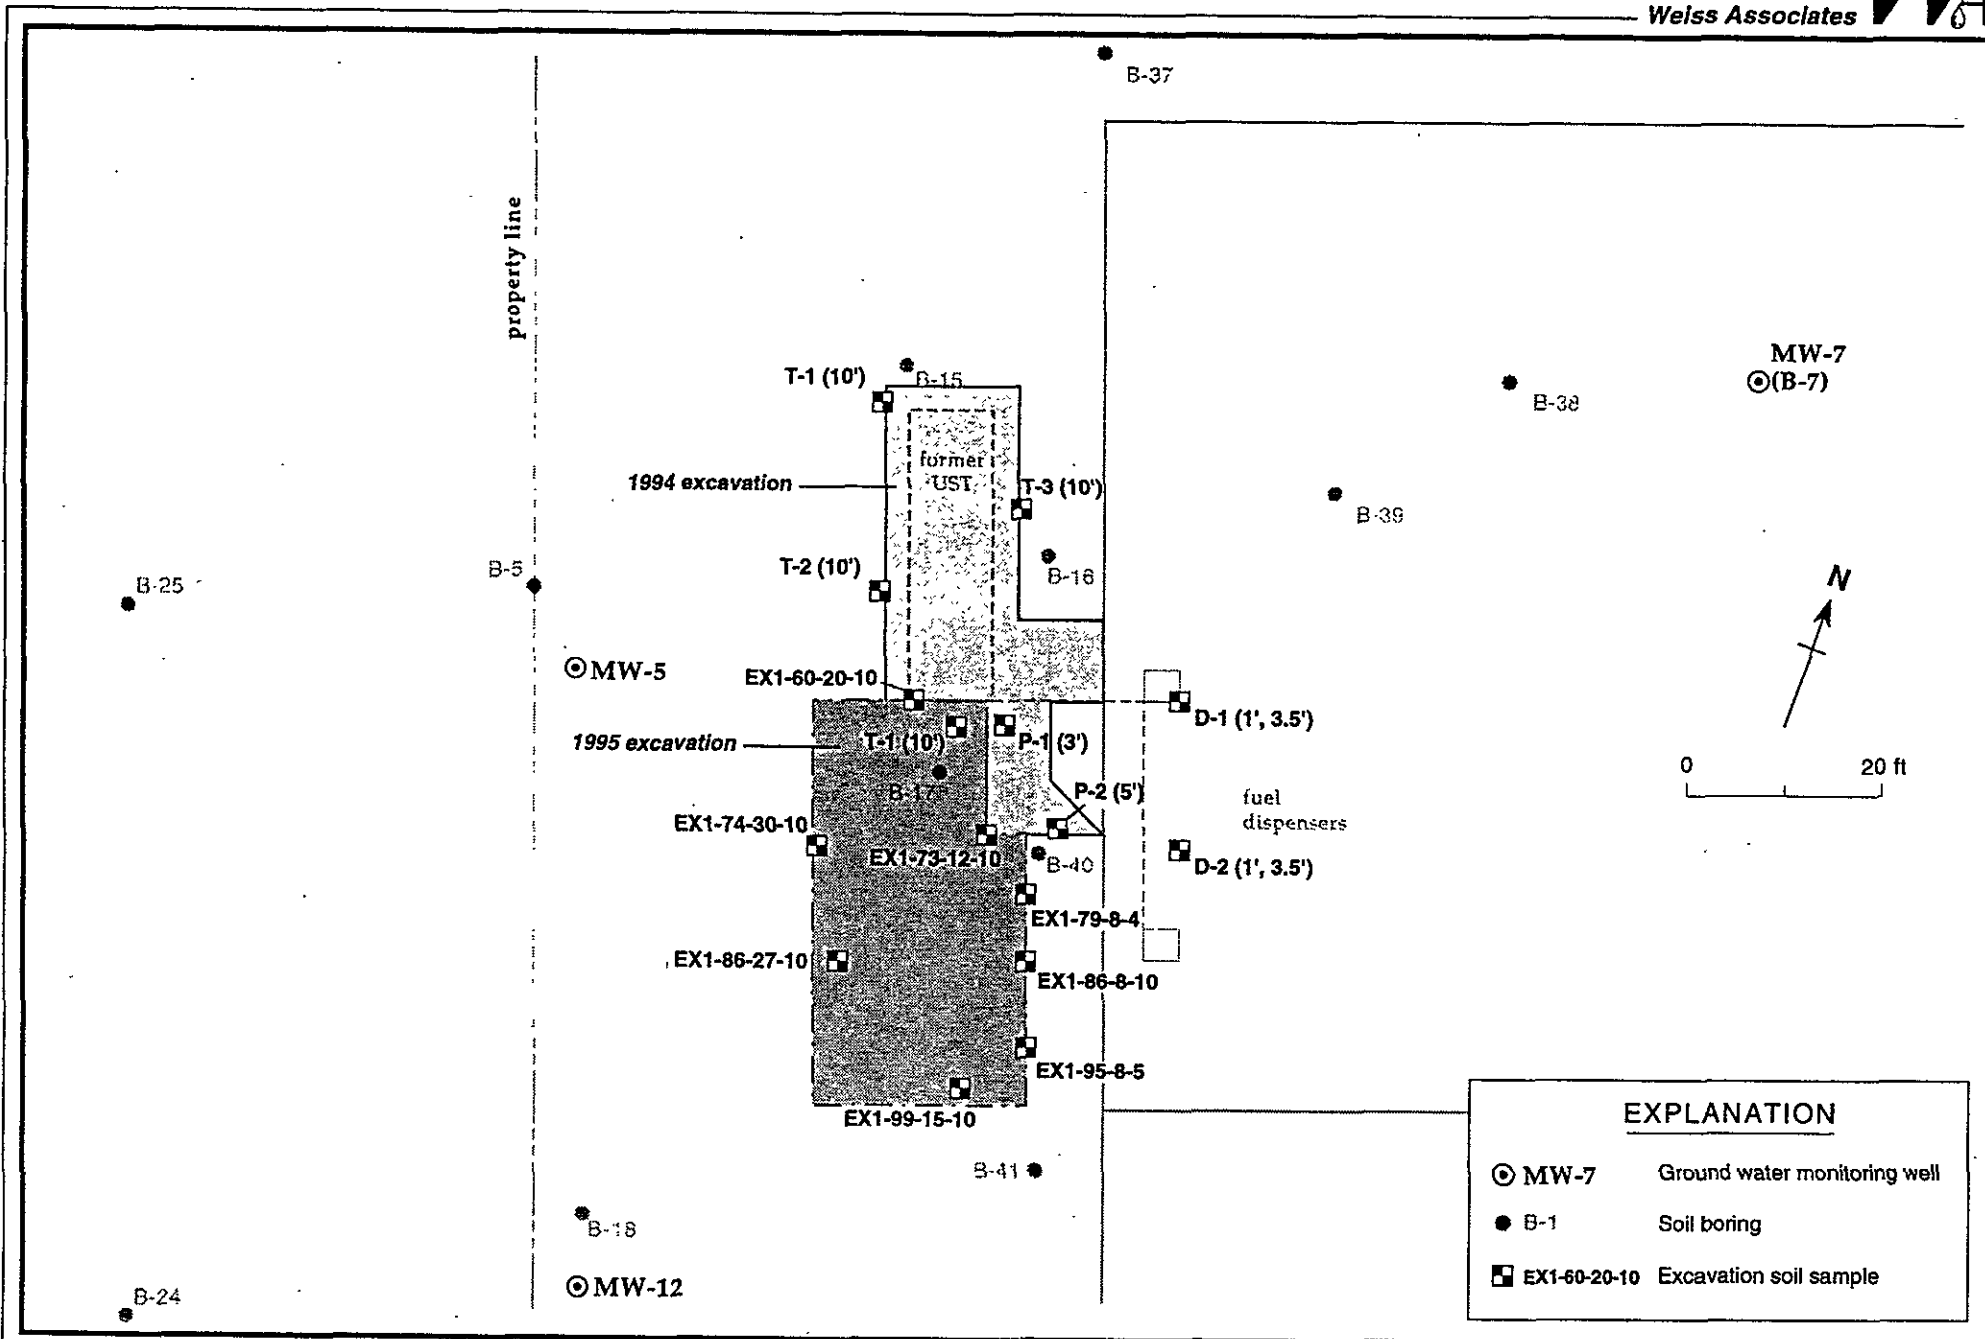 Weiss Associates
B-37
property line
MW-7
(B-7)
T-1 (10')
B-15
B-38
former
UST
1994 excavation
T-3 (10')
B-39
B-16
T-2 (10')
B-5
B-25
N
MW-5
EX1-60-20-10
D-1 (1', 3.5')
1995 excavation
T-1 (10')
P-1 (3')
0
20 ft
B-17
P-2 (5')
fuel
dispensers
EX1-74-30-10
EX1-73-12-10
B-40
D-2 (1', 3.5')
EX1-79-8-4
EX1-86-27-10
EX1-86-8-10
EX1-95-8-5
EX1-99-15-10
B-41
B-18
MW-12
B-24
EXPLANATION
MW-7 Ground water monitoring well
B-1 Soil boring
EX1-60-20-10 Excavation soil sample